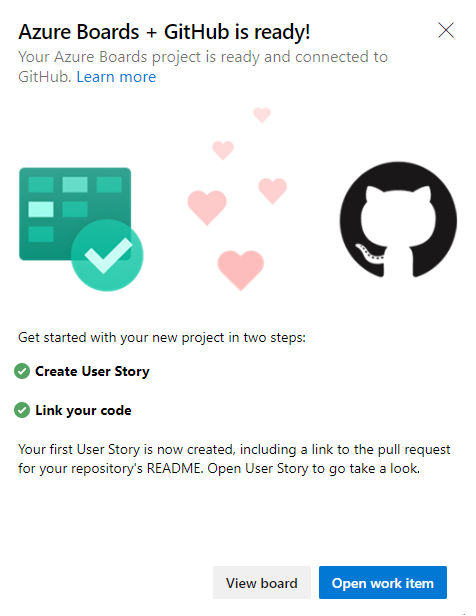 Azure Boards + GitHub is ready!
Your Azure Boards project is ready and connected to
GitHub. Learn more
Get started with your new project in two steps:
Create User Story
Link your code
Your first User Story is now created, including a link to the pull request
for your repository's README. Open User Story to go take a look.
View board
Open work item